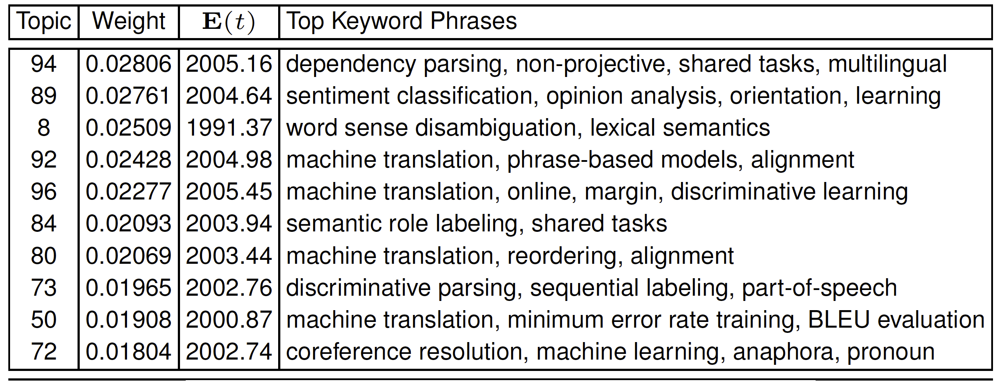 Topic Weight E(t) Top Keyword Phrases
94 0.02806 2005.16 dependency parsing, non-projective, shared tasks, multilingual
89 0.02761 2004.64 sentiment classification, opinion analysis, orientation, learning
8 0.02509 1991.37 word sense disambiguation, lexical semantics
92 0.02428 2004.98 machine translation, phrase-based models, alignment
96 0.02277 2005.45 machine translation, online, margin, discriminative learning
84 0.02093 2003.94 semantic role labeling, shared tasks
80 0.02069 2003.44 machine translation, reordering, alignment
73 0.01965 2002.76 discriminative parsing, sequential labeling, part-of-speech
50 0.01908 2000.87 machine translation, minimum error rate training, BLEU evaluation
72 0.01804 2002.74 coreference resolution, machine learning, anaphora, pronoun